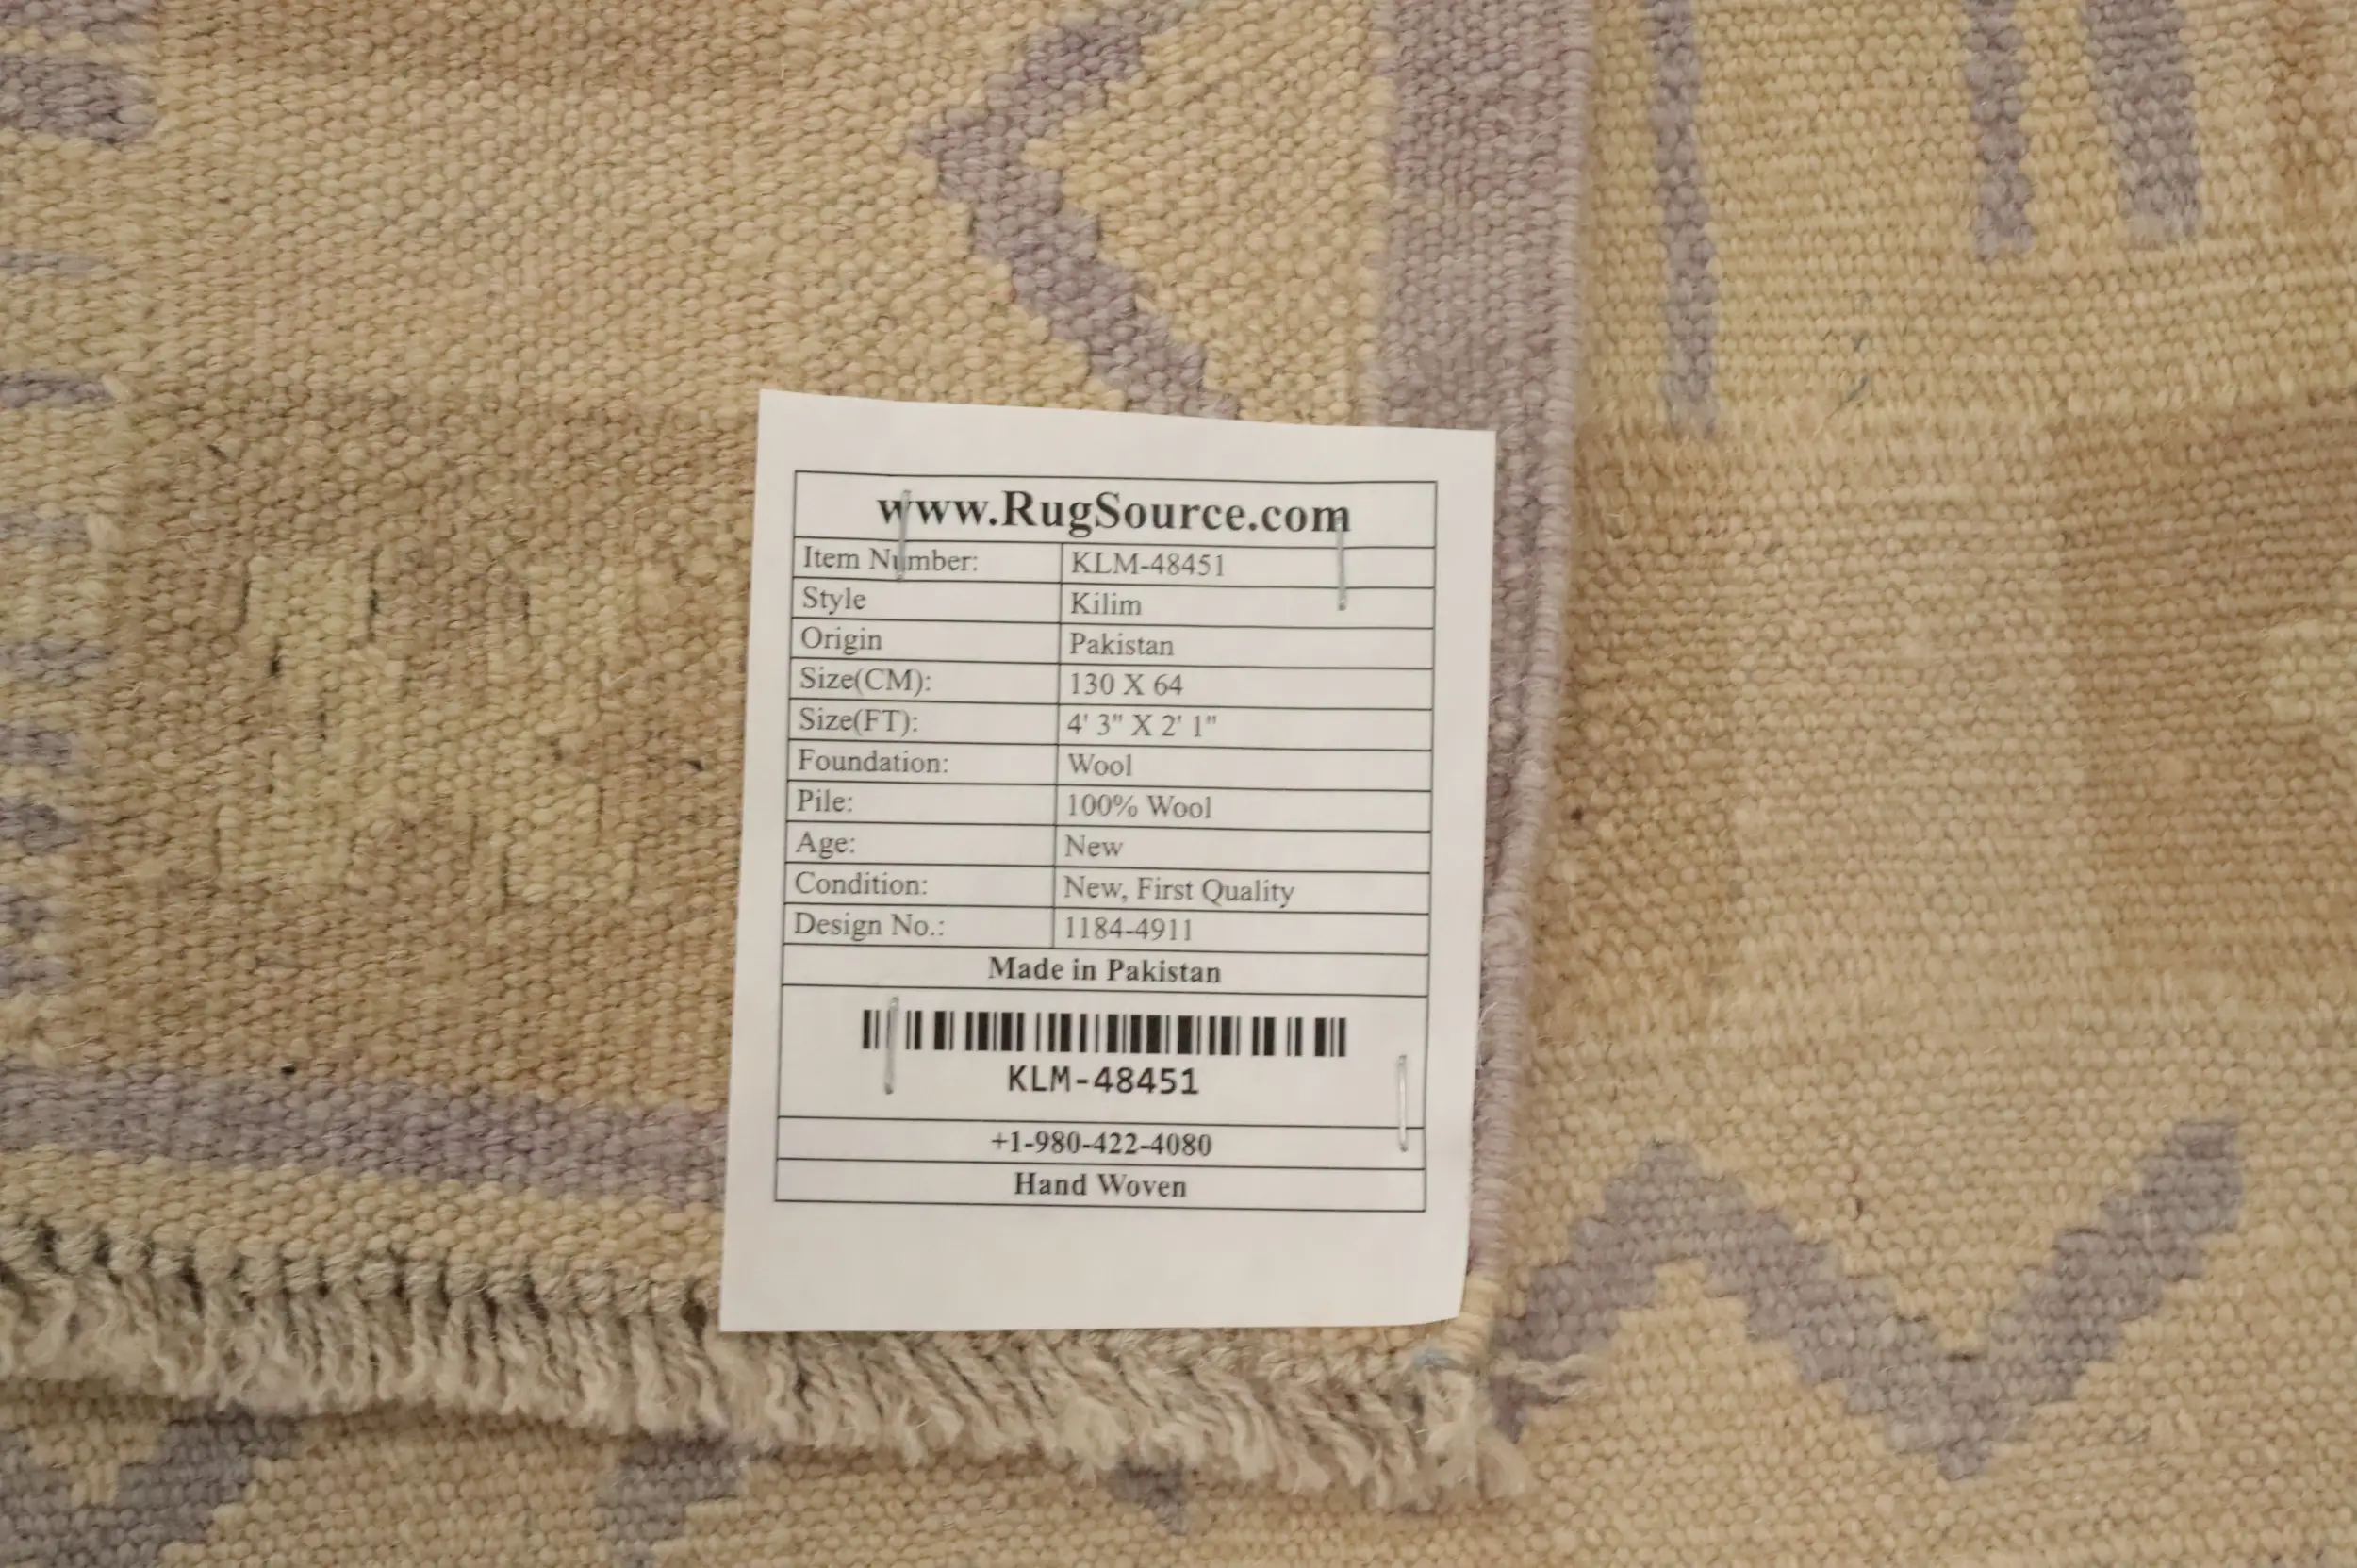 www.RugSource.com
Item Number: KLM-48451
Style Kilim
Origin Pakistan
Size(CM): 130 X 64
Size(FT): 4' 3" X 2' 1"
Foundation: Wool
Pile: 100% Wool
Age: New
Condition: New, First Quality
Design No.: 1184-4911
Made in Pakistan
KLM-48451
+1-980-422-4080
Hand Woven